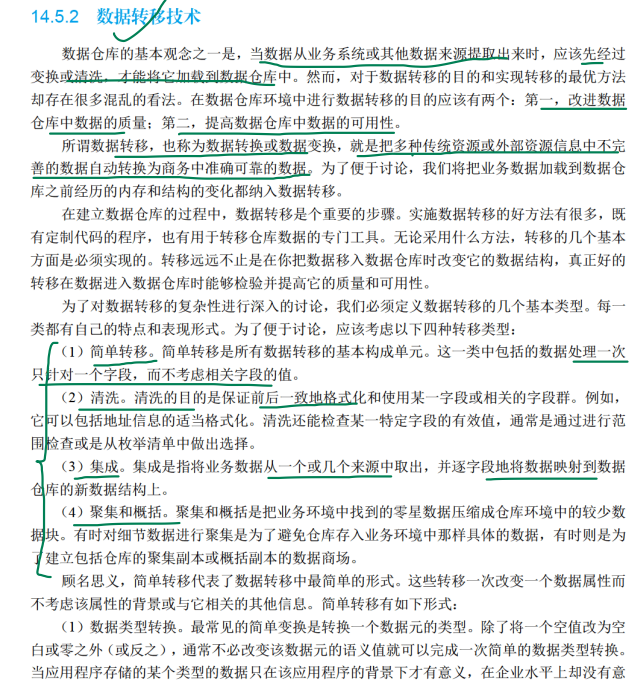 14.5.2 数据转移技术
数据仓库的基本观念之一是，当数据从业务系统或其他数据来源提取出来时，应该先经过
变换或清洗，才能将它加载到数据仓库中。然而，对于数据转移的目的和实现转移的最优方法
却存在很多混乱的看法。在数据仓库环境中进行数据转移的目的应该有两个：第一，改进数据
仓库中数据的质量；第二，提高数据仓库中数据的可用性。
所谓数据转移，也称为数据转换或数据变换，就是把多种传统资源或外部资源信息中不完
善的数据自动转换为商务中准确可靠的数据。为了便于讨论，我们将把业务数据加载到数据仓
库之前经历的内存和结构的变化都纳入数据转移。
在建立数据仓库的过程中，数据转移是个重要的步骤。实施数据转移的好方法有很多，既
有定制代码的程序，也有用于转移仓库数据的专门工具。无论采用什么方法，转移的几个基本
方面是必须实现的。转移远远不止是在你把数据移入数据仓库时改变它的数据结构，真正好的
转移在数据进入数据仓库时能够检验并提高它的质量和可用性。
为了对数据转移的复杂性进行深入的讨论，我们必须定义数据转移的几个基本类型。每一
类都有自己的特点和表现形式。为了便于讨论，应该考虑以下四种转移类型：
（1）简单转移。简单转移是所有数据转移的基本构成单元。这一类中包括的数据处理一次
只针对一个字段，而不考虑相关字段的值。
（2）清洗。清洗的目的是保证前后一致地格式化和使用某一字段或相关的字段群。例如，
它可以包括地址信息的适当格式化。清洗还能检查某一特定字段的有效值，通常是通过进行范
围检查或是从枚举清单中做出选择。
（3）集成。集成是指将业务数据从一个或几个来源中取出，并逐字段地将数据映射到数据
仓库的新数据结构上。
（4）聚集和概括。聚集和概括是把业务环境中找到的零星数据压缩成仓库环境中的较少数
据块。有时对细节数据进行聚集是为了避免仓库存入业务环境中那样具体的数据，有时则是为
了建立包括仓库的聚集副本或概括副本的数据商场。
顾名思义，简单转移代表了数据转移中最简单的形式。这些转移一次改变一个数据属性而
不考虑该属性的背景或与它相关的其他信息。简单转移有如下形式：
（1）数据类型转换。最常见的简单变换是转换一个数据元的类型。除了将一个空值改为空
白或零之外（或反之），通常不必改变该数据元的语义值就可以完成一次简单的数据类型转换。
当应用程序存储的某个类型的数据只在该应用程序的背景下才有意义，在企业水平上却没有意